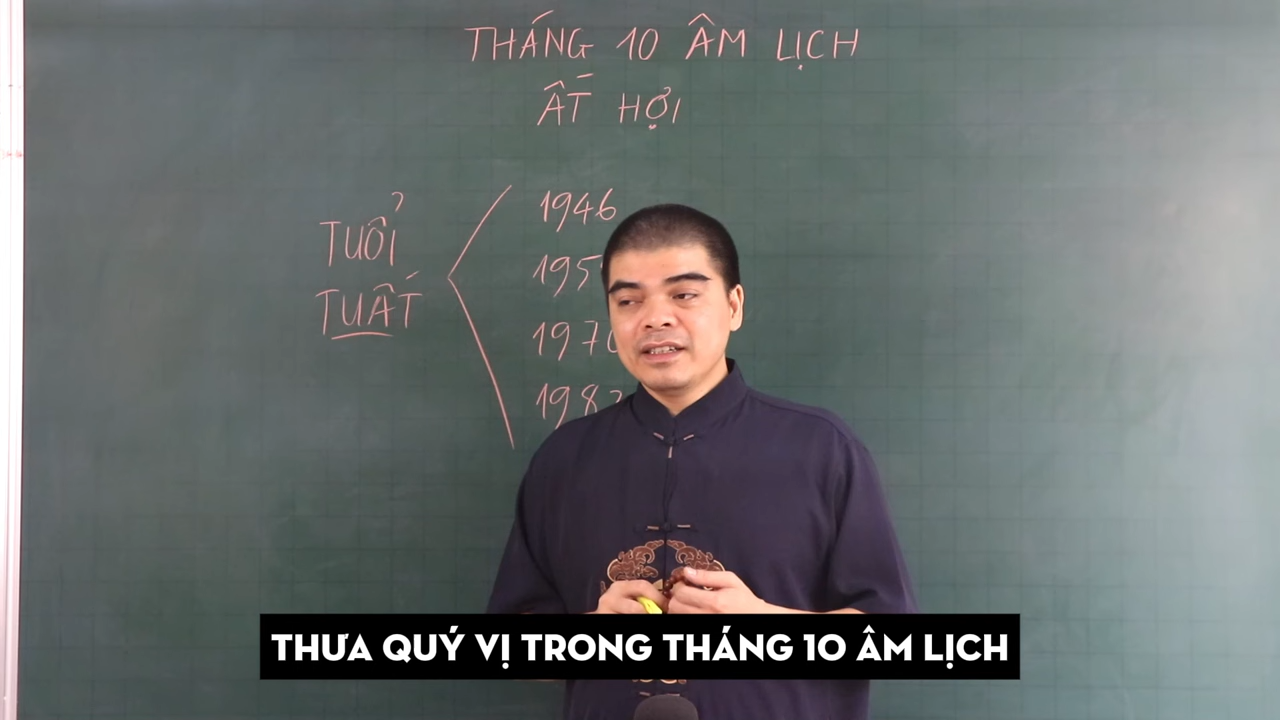 THÁNG 10 ÂM LỊCH
ẤT HỢI
TUỔI
TUẤT
1946
THƯA QUÝ VỊ TRONG THÁNG 10 ÂM LỊCH